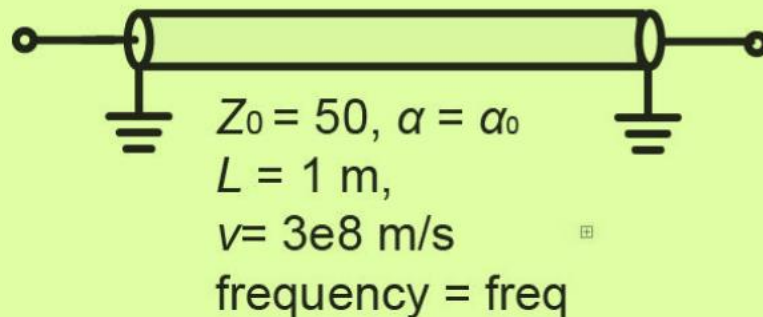 Z₀ = 50, α = α₀
L = 1 m,
v= 3e8 m/s
frequency = freq